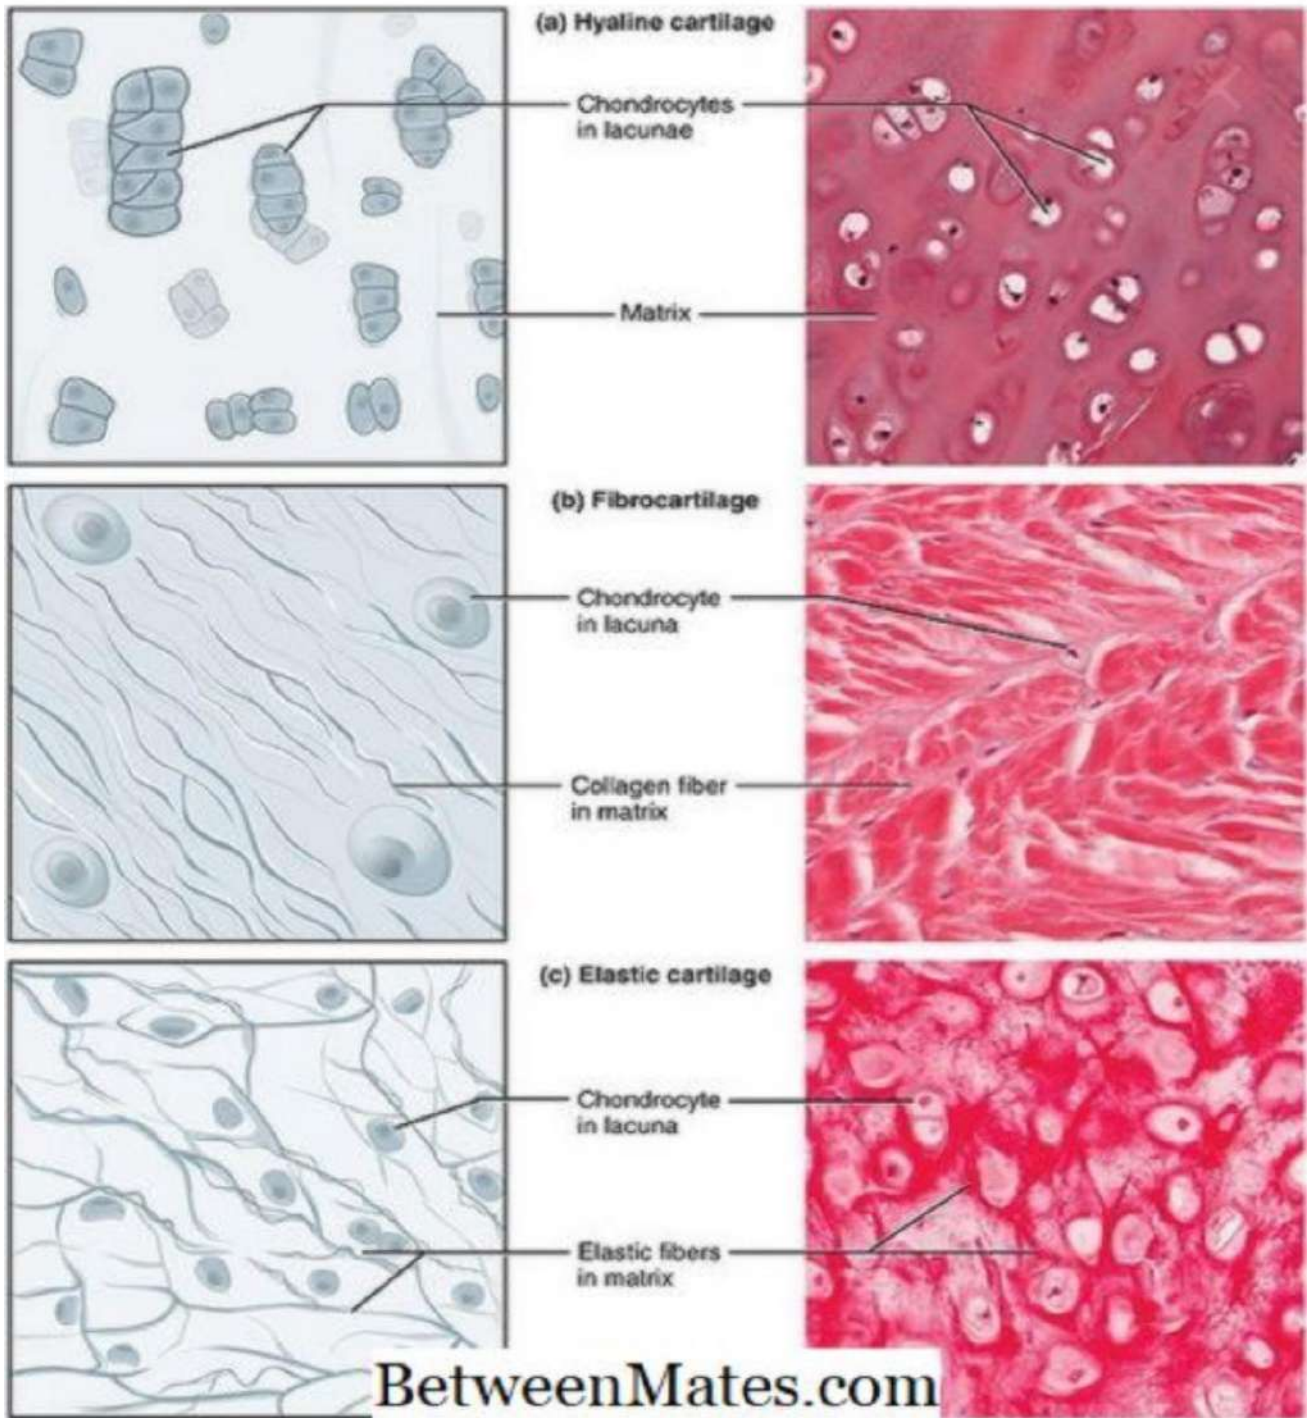 (a) Hyaline cartilage
Chondrocytes
in lacunae
Matrix
(b) Fibrocartilage
Chondrocyte
in lacuna
Collagen fiber
in matrix
(c) Elastic cartilage
Chondrocyte
in lacuna
Elastic fibers
in matrix
BetweenMates.com